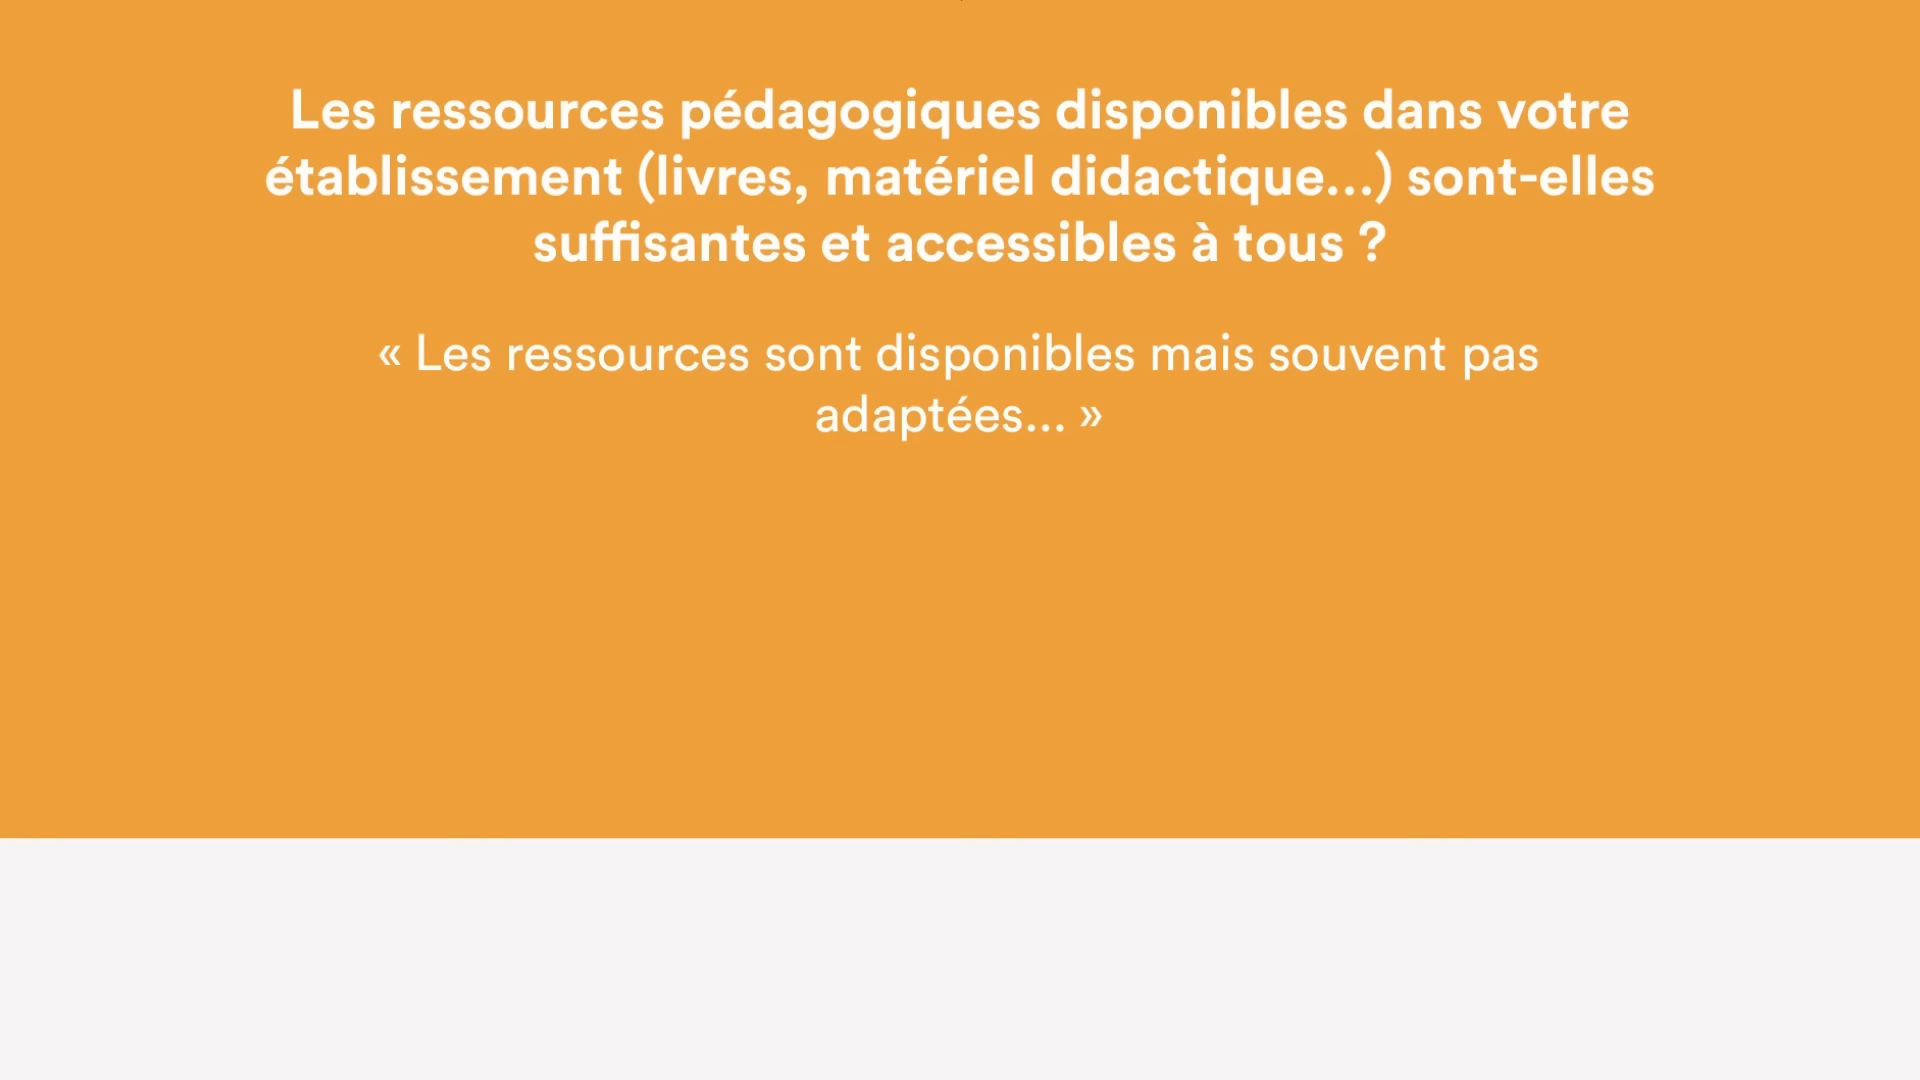 Les ressources pédagogiques disponibles dans votre
établissement (livres, matériel didactique...) sont-elles
suffisantes et accessibles à tous ?
« Les ressources sont disponibles mais souvent pas
adaptées... »